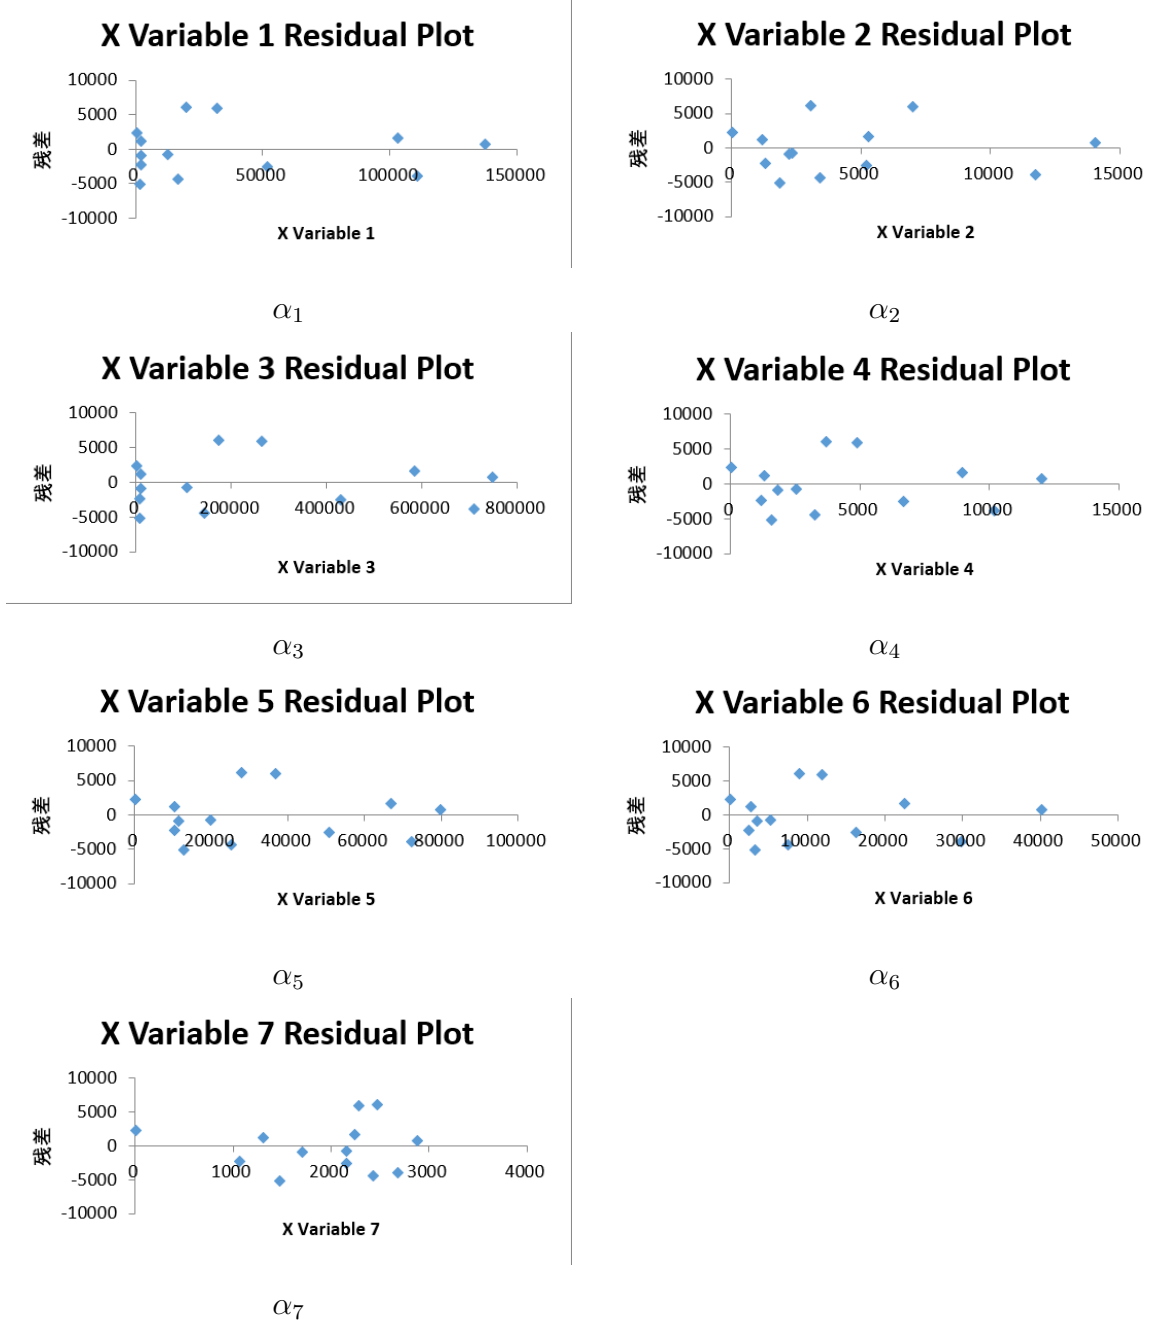 X Variable 1 Residual Plot
10000
5000
0
-5000
-10000
残差
0 50000 100000 150000
X Variable 1
α1
X Variable 2 Residual Plot
10000
5000
0
-5000
-10000
残差
0 5000 10000 15000
X Variable 2
α2
X Variable 3 Residual Plot
10000
5000
0
-5000
-10000
残差
0 200000 400000 600000 800000
X Variable 3
α3
X Variable 4 Residual Plot
10000
5000
0
-5000
-10000
残差
0 5000 10000 15000
X Variable 4
α4
X Variable 5 Residual Plot
10000
5000
0
-5000
-10000
残差
0 20000 40000 60000 80000 100000
X Variable 5
α5
X Variable 6 Residual Plot
10000
5000
0
-5000
-10000
残差
0 10000 20000 30000 40000 50000
X Variable 6
α6
X Variable 7 Residual Plot
10000
5000
0
-5000
-10000
残差
0 1000 2000 3000 4000
X Variable 7
α7